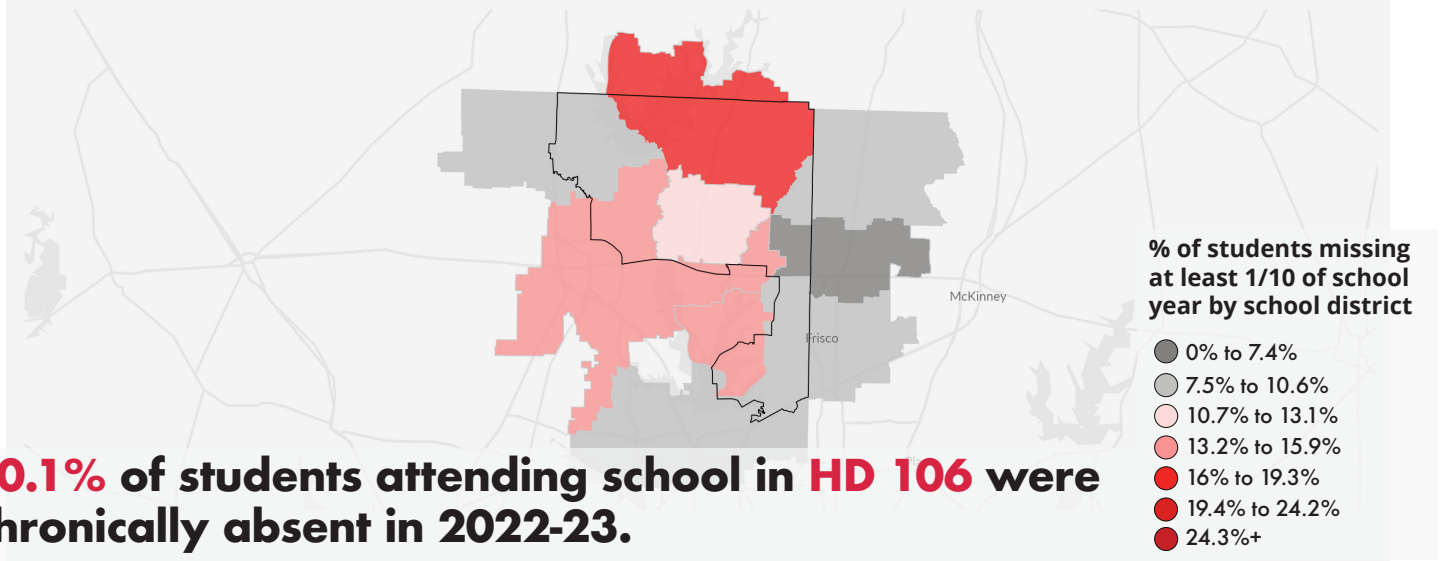 McKinney
Frisco
% of students missing
at least 1/10 of school
year by school district
0% to 7.4%
7.5% to 10.6%
10.7% to 13.1%
13.2% to 15.9%
16% to 19.3%
19.4% to 24.2%
24.3%+
0.1% of students attending school in HD 106 were
hronically absent in 2022-23.